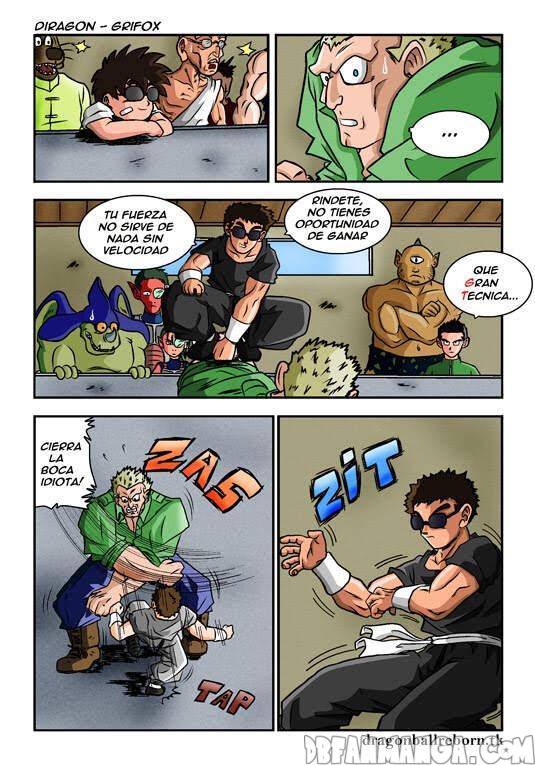 DIRAGON - GRIFOX
...
TU FUERZA
NO SIRVE DE
NADA SIN
VELOCIDAD
RINDETE,
NO TIENES
OPORTUNIDAD
DE GANAR
QUE
GRAN
TECNICA...
CIERRA
LA
BOCA
IDIOTA!
ZAS
TAP
ZIT
dragonballreborn.tk
DBFANMANGA.COM